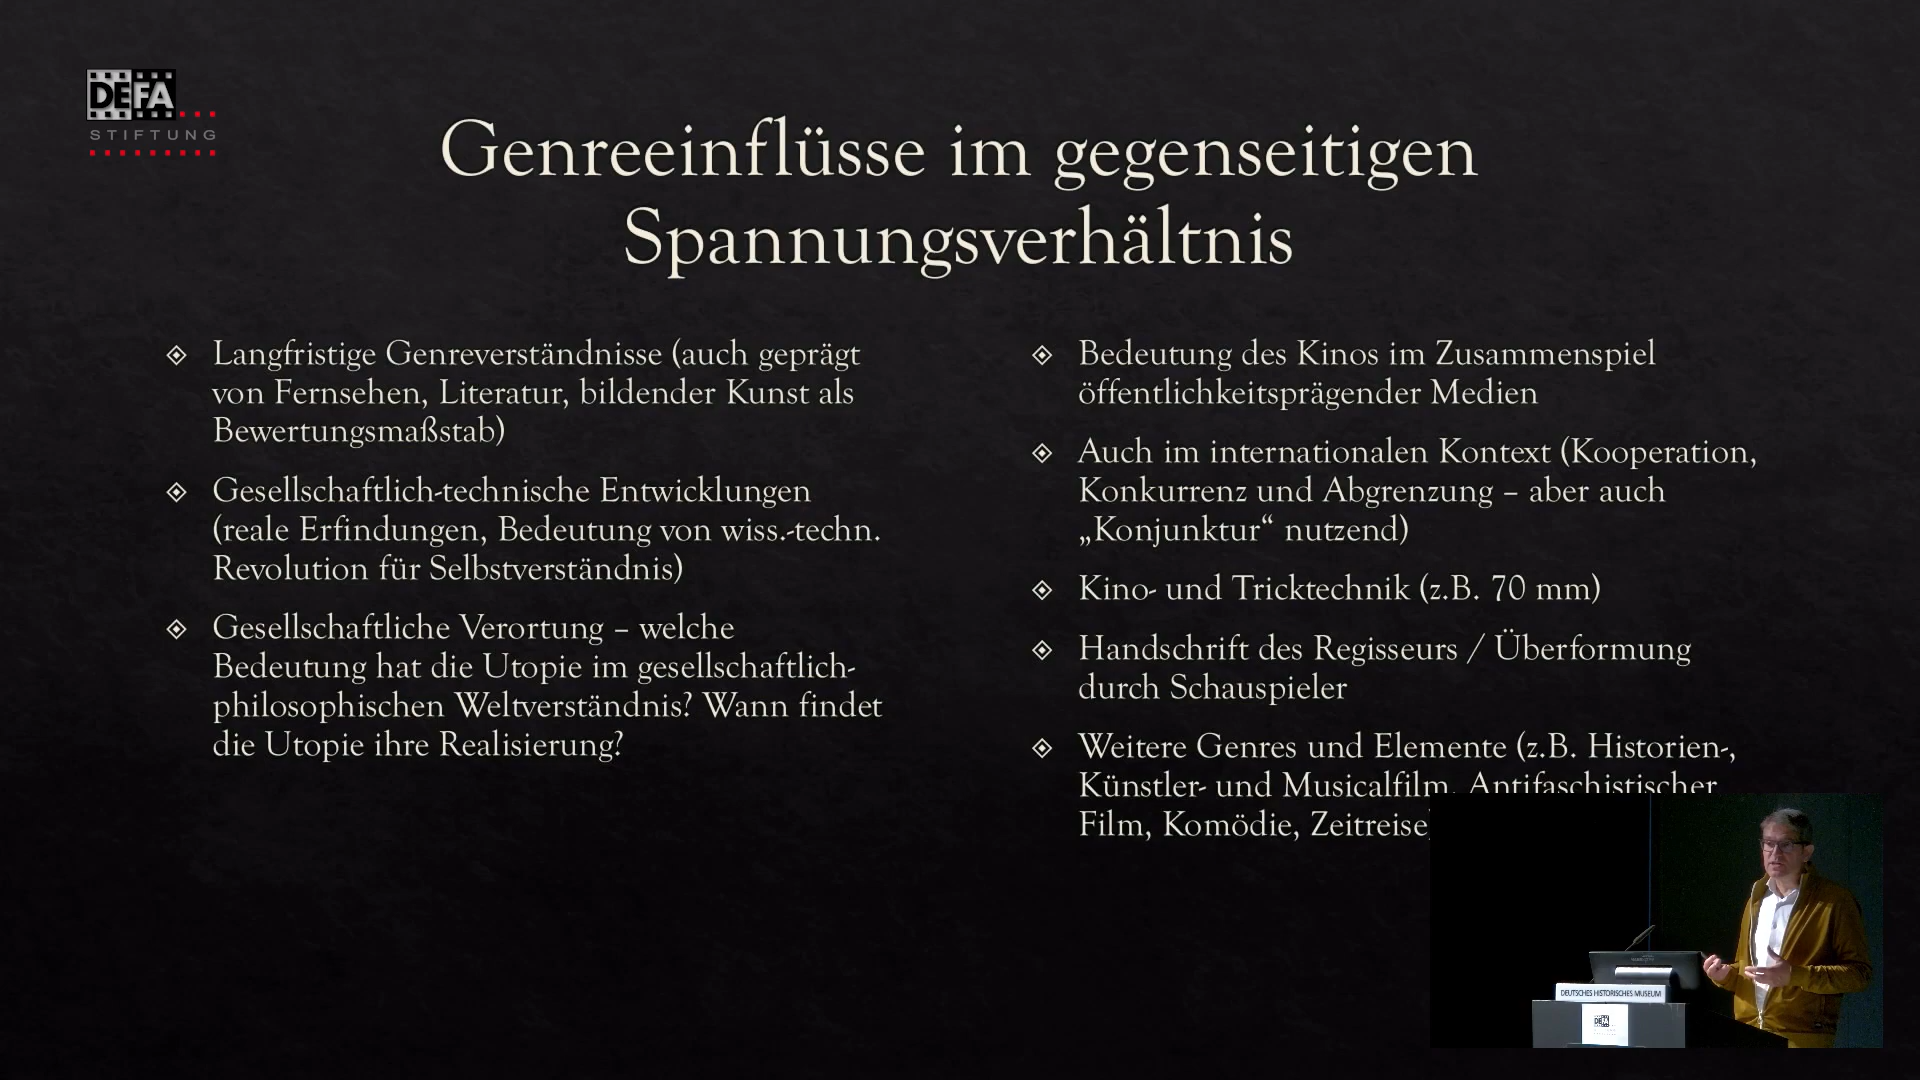 DEFA
STIFTUNG
Genreeinflüsse im gegenseitigen
Spannungsverhältnis
Langfristige Genreverständnisse (auch geprägt
von Fernsehen, Literatur, bildender Kunst als
Bewertungsmaßstab)
Gesellschaftlich-technische Entwicklungen
(reale Erfindungen, Bedeutung von wiss.-techn.
Revolution für Selbstverständnis)
Gesellschaftliche Verortung – welche
Bedeutung hat die Utopie im gesellschaftlich-
philosophischen Weltverständnis? Wann findet
die Utopie ihre Realisierung?
Bedeutung des Kinos im Zusammenspiel
öffentlichkeitsprägender Medien
Auch im internationalen Kontext (Kooperation,
Konkurrenz und Abgrenzung – aber auch
„Konjunktur“ nutzend)
Kino- und Tricktechnik (z.B. 70 mm)
Handschrift des Regisseurs / Überformung
durch Schauspieler
Weitere Genres und Elemente (z.B. Historien-,
Künstler- und Musicalfilm, Antifaschistischer
Film, Komödie, Zeitreise)
DEUTSCHES HISTORISCHES MUSEUM
DEFA